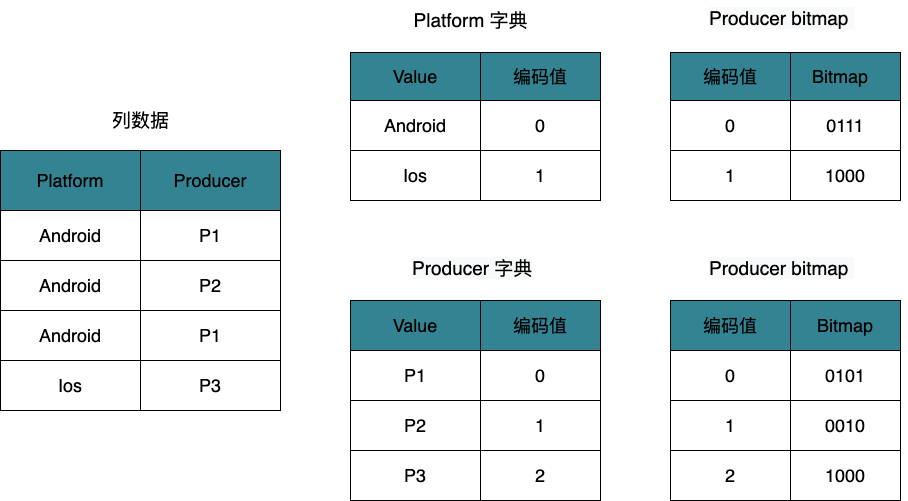 列数据
Platform Producer
Android P1
Android P2
Android P1
Ios P3
Platform 字典
Value 编码值
Android 0
Ios 1
Producer bitmap
编码值 Bitmap
0 0111
1 1000
Producer 字典
Value 编码值
P1 0
P2 1
P3 2
Producer bitmap
编码值 Bitmap
0 0101
1 0010
2 1000